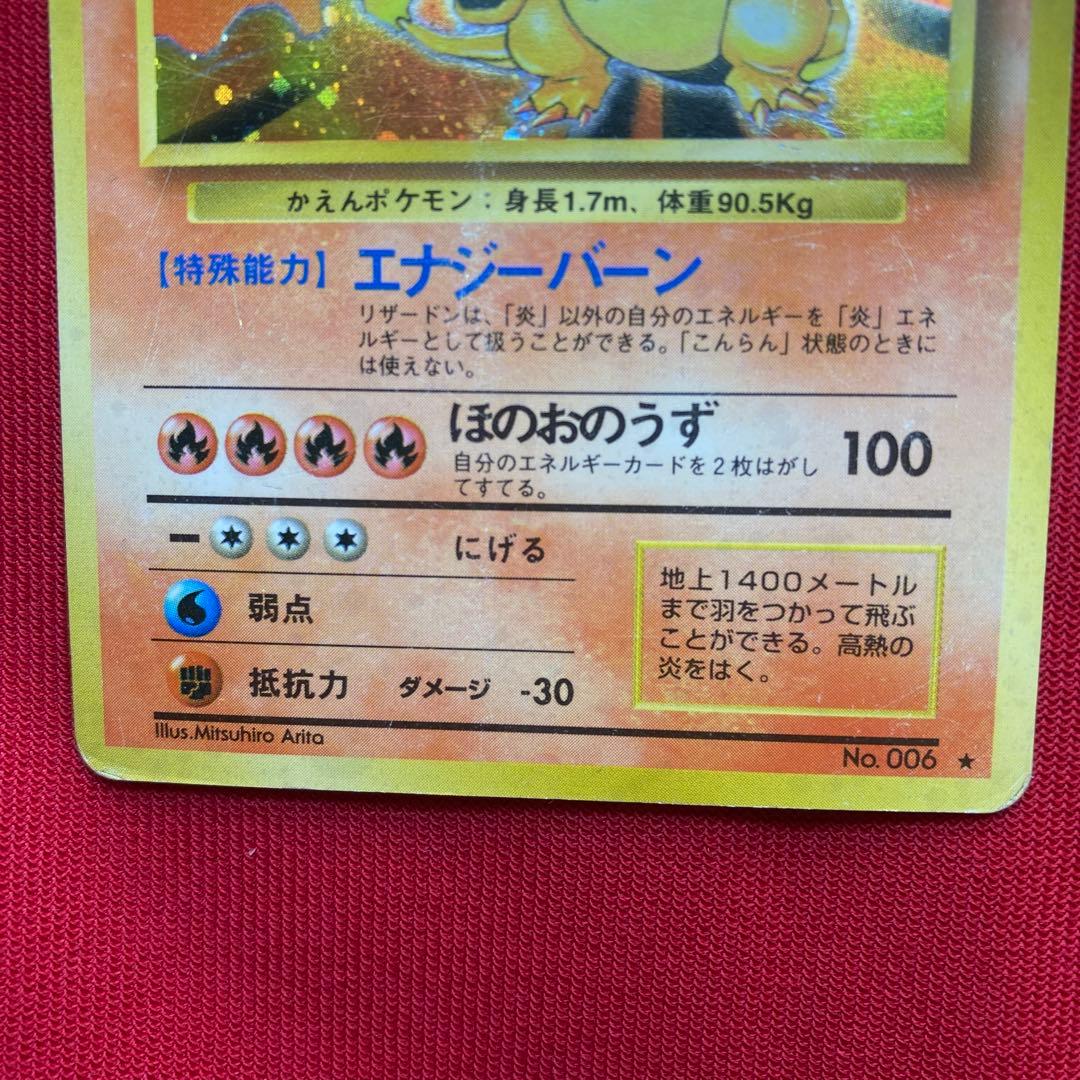 かえんポケモン：身長1.7m、体重90.5Kg
【特殊能力】エナジーバーン
リザードンは、「炎」以外の自分のエネルギーを「炎」エネ
ルギーとして扱うことができる。「こんらん」状態のときに
は使えない。
ほのおのうず 100
自分のエネルギーカードを2枚はがし
てすてる。
にげる
弱点
抵抗力 ダメージ -30
地上1400メートル
まで羽をつかって飛ぶ
ことができる。高熱の
炎をはく。
Illus.Mitsuhiro Arita
No. 006 ★